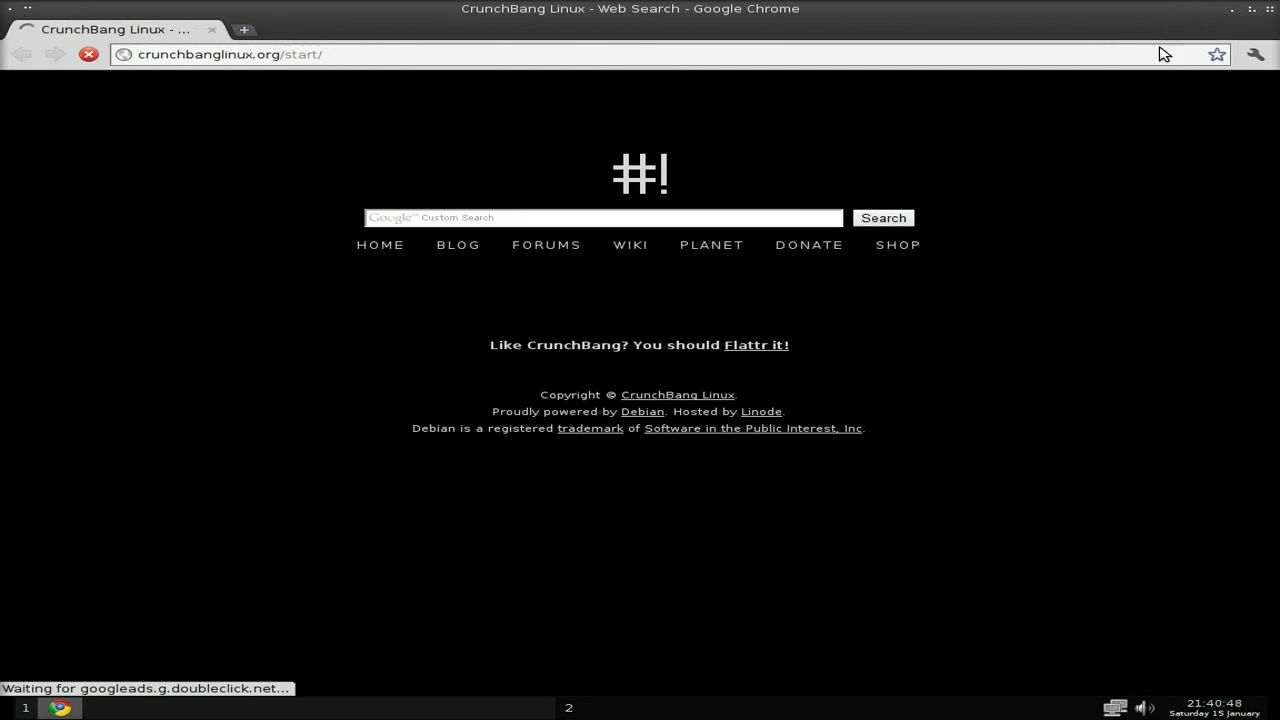 CrunchBang Linux - Web Search - Google Chrome
CrunchBang Linux - ...
crunchbanglinux.org/start/
#!
Google™ Custom Search
Search
HOME BLOG FORUMS WIKI PLANET DONATE SHOP
Like CrunchBang? You should Flattr it!
Copyright © CrunchBang Linux.
Proudly powered by Debian. Hosted by Linode.
Debian is a registered trademark of Software in the Public Interest, Inc.
Waiting for googleads.g.doubleclick.net...
1
2
21:40:48
Saturday 15 January